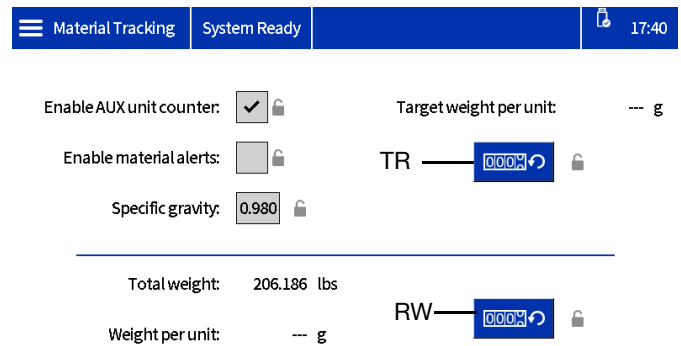 Material Tracking System Ready 17:40
Enable AUX unit counter: Target weight per unit: --- g
Enable material alerts: TR
Specific gravity: 0.980
Total weight: 206.186 lbs
RW
Weight per unit: --- g